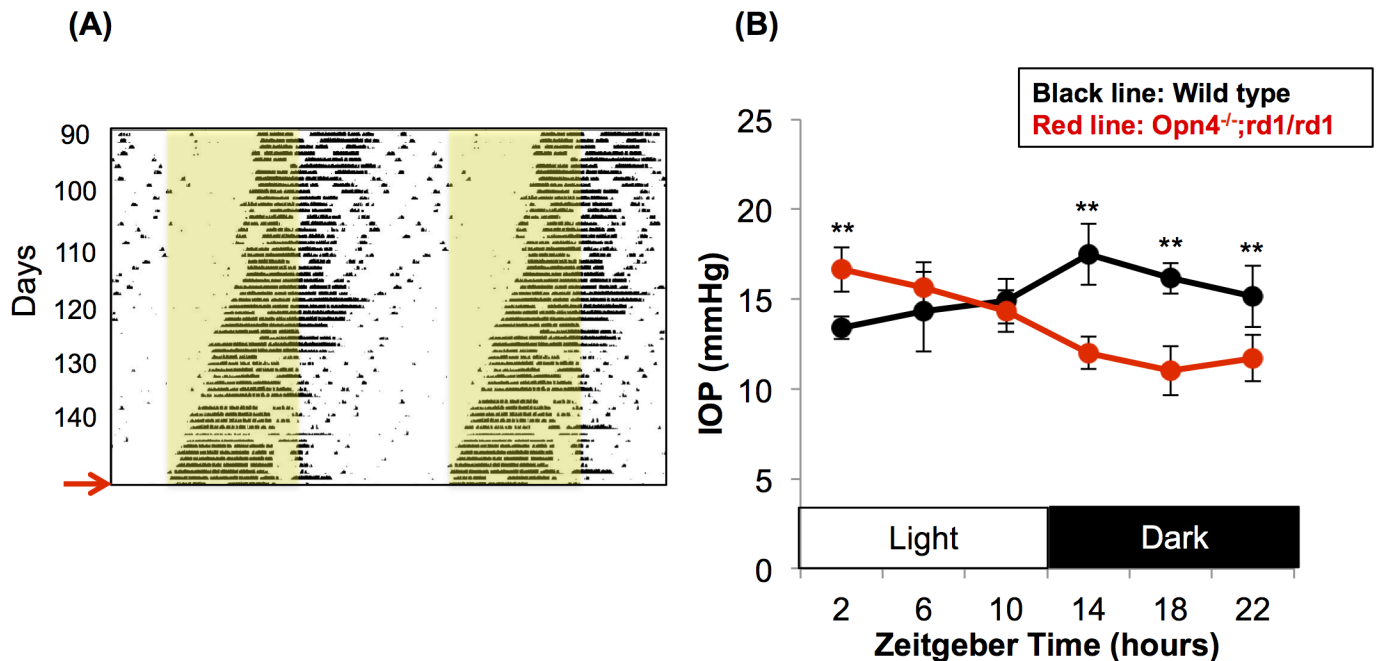 (A)
Days
90
100
110
120
130
140
(B)
Black line: Wild type
Red line: Opn4-/-;rd1/rd1
IOP (mmHg)
25
20
15
10
5
0
**
**
**
**
Light Dark
2 6 10 14 18 22
Zeitgeber Time (hours)